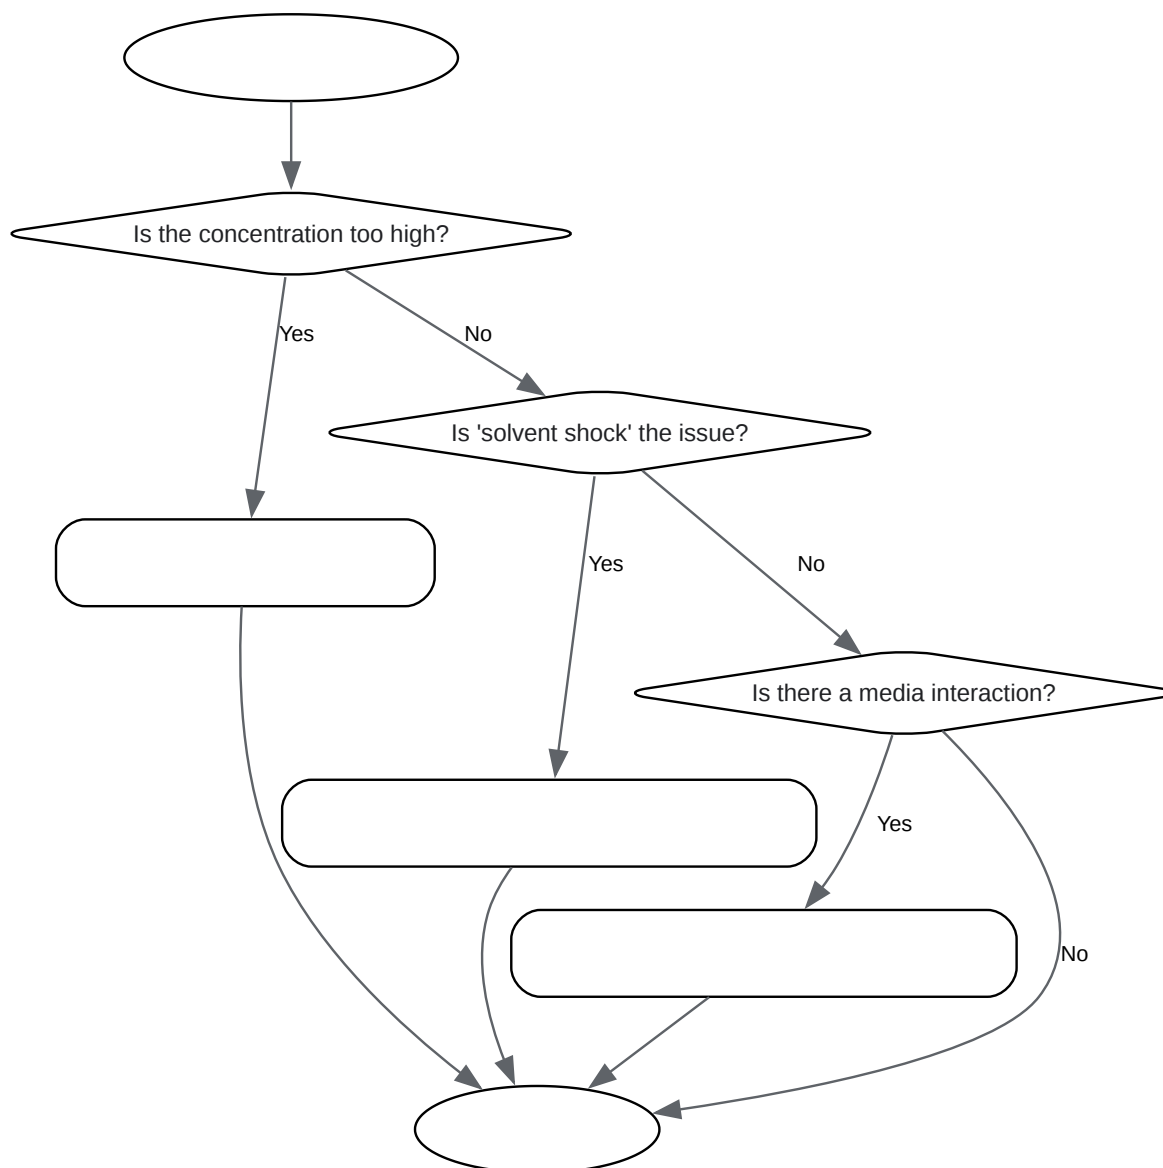 Is the concentration too high?
Yes
No
Is 'solvent shock' the issue?
Yes
No
Is there a media interaction?
Yes
No